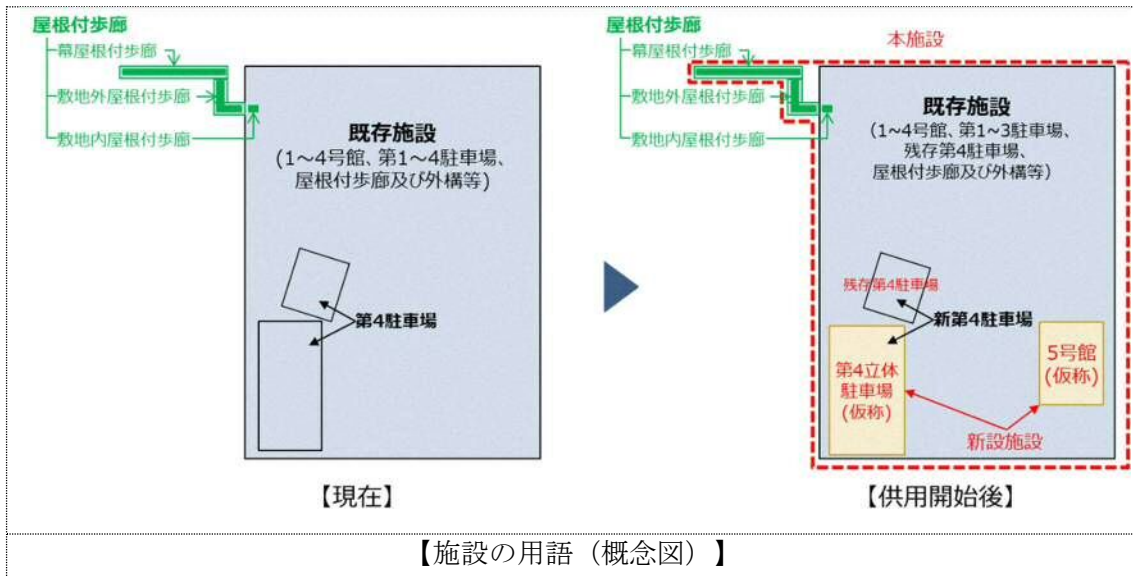 屋根付歩廊
幕屋根付歩廊
敷地外屋根付歩廊
敷地内屋根付歩廊
既存施設
(1～4号館、第1～4駐車場、
屋根付歩廊及び外構等)
第4駐車場
【現在】
屋根付歩廊
幕屋根付歩廊
敷地外屋根付歩廊
敷地内屋根付歩廊
本施設
既存施設
(1~4号館、第1~3駐車場、
残存第4駐車場、
屋根付歩廊及び外構等)
残存第4駐車場
新第4駐車場
第4立体
駐車場
(仮称)
5号館
(仮称)
新設施設
【供用開始後】
【施設の用語（概念図）】